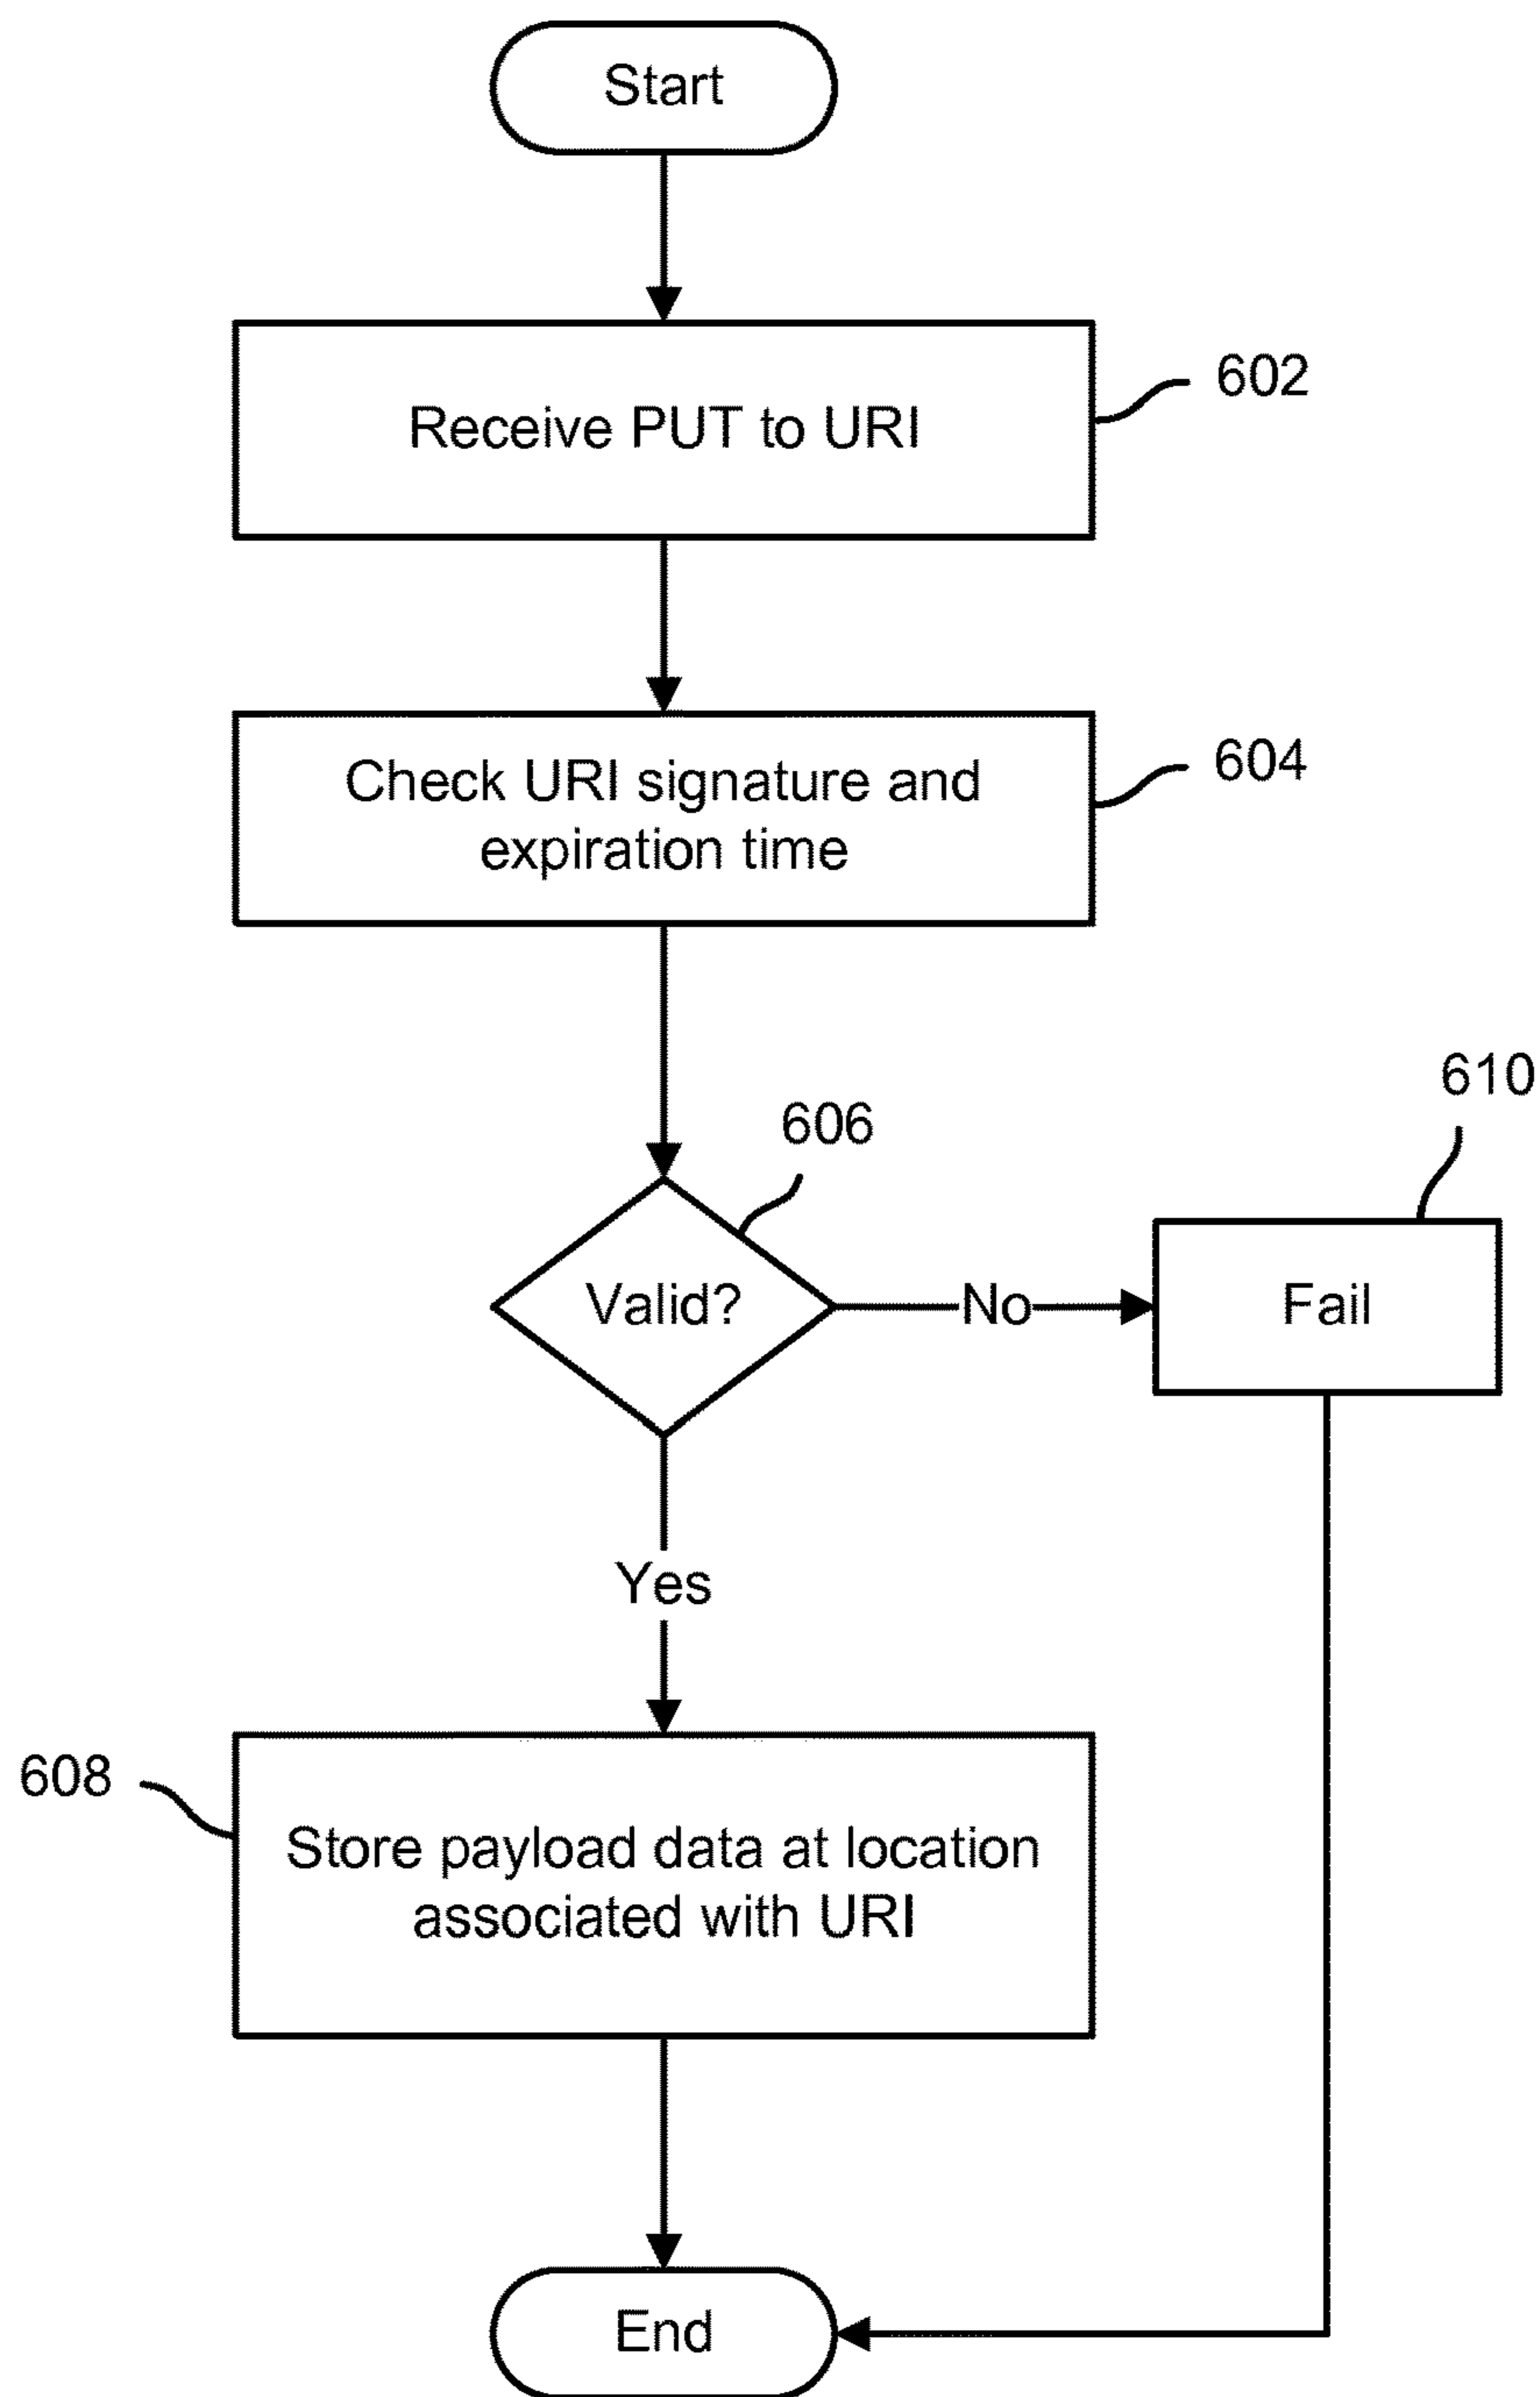 Start
Receive PUT to URI
602
Check URI signature and
expiration time
604
606
610
Valid?
No
Fail
Yes
608
Store payload data at location
associated with URI
End